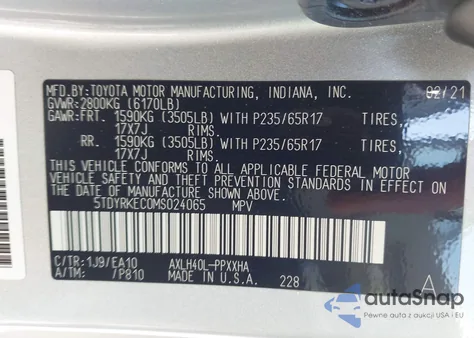 MFD.BY:TOYOTA MOTOR MANUFACTURING, INDIANA, INC. 02/21
GVWR:2800KG (6170LB)
GAWR:FRT. 1590KG (3505LB) WITH P235/65R17 TIRES,
17X7J RIMS.
RR. 1590KG (3505LB) WITH P235/65R17 TIRES,
17X7J RIMS.
THIS VEHICLE CONFORMS TO ALL APPLICABLE FEDERAL MOTOR
VEHICLE SAFETY, BUMPER, AND THEFT PREVENTION STANDARDS IN EFFECT
ON THE DATE OF MANUFACTURE SHOWN ABOVE.
5TDYRKEC0MS024065 MPV
C/TR:1J9/EA10 AXLH40L-PPXXHA
A/TM: /P810 MADE IN U.S.A. 228 A
autoSnap
Pewne auto z aukcji USA i EU